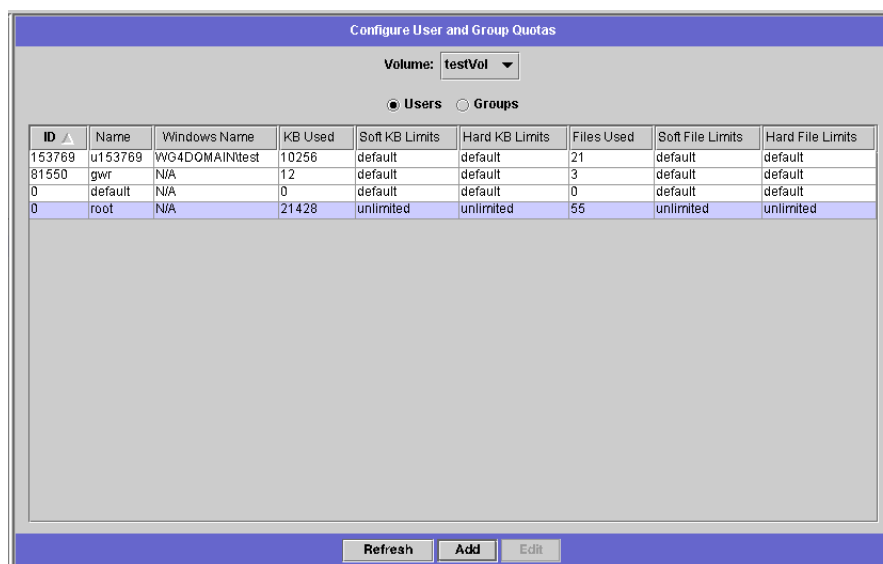 Configure User and Group Quotas
Volume: testVol
Users Groups
ID Name Windows Name KB Used Soft KB Limits Hard KB Limits Files Used Soft File Limits Hard File Limits
153769 u153769 WG4DOMAIN\test 10256 default default 21 default default
81550 gwr N/A 12 default default 3 default default
0 default N/A 0 default default 0 default default
0 root N/A 21428 unlimited unlimited 55 unlimited unlimited
Refresh Add Edit